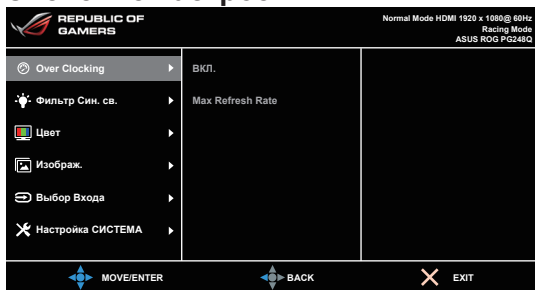 REPUBLIC OF
GAMERS
Normal Mode HDMI 1920 x 1080@ 60Hz
Racing Mode
ASUS ROG PG248Q
Over Clocking
ВКЛ.
Фильтр Син. св.
Max Refresh Rate
Цвет
Изображ.
Выбор Входа
Настройка СИСТЕМА
MOVE/ENTER
BACK
EXIT